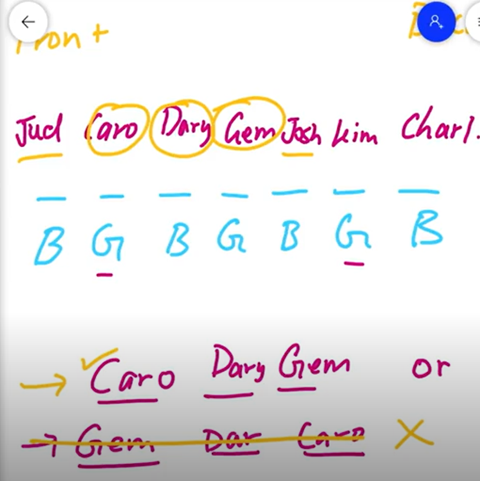 Front
Jud Caro Dary Gem Josh Kim Charl.
B G B G B G B
→ Caro Dary Gem or
→ Gem Dar Caro X